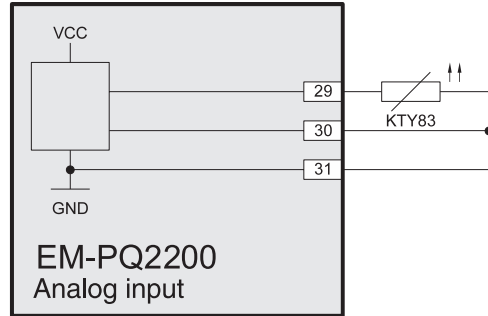 VCC
29
KTY83
30
31
GND
EM-PQ2200
Analog input